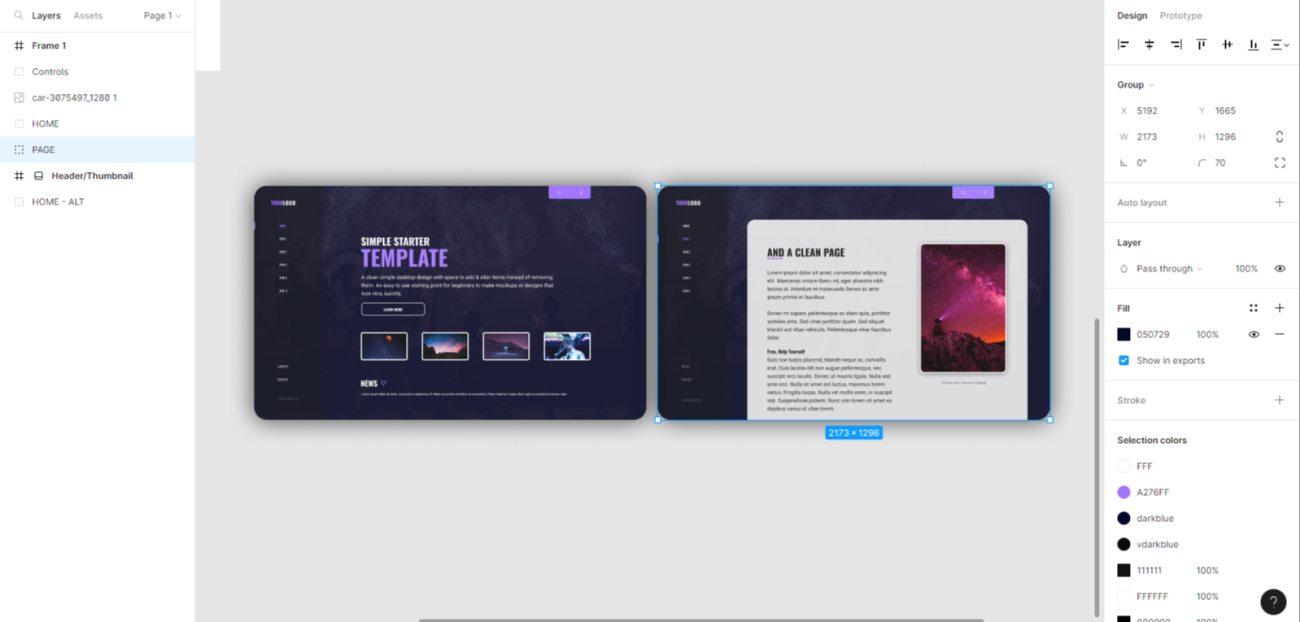 Layers
Assets
Page 1
Frame 1
Controls
car-3075497_1280 1
HOME
PAGE
Header/Thumbnail
HOME - ALT
YOURLOGO
SIMPLE STARTER
TEMPLATE
A clean simple desktop design with space to add & alter items instead of removing
them. An easy to use starting point for beginners to make mockups or designs that
look nice, quickly.
LEARN MORE
NEWS
YOURLOGO
AND A CLEAN PAGE
Lorem ipsum dolor sit amet, consectetur adipiscing
elit. Maecenas ornare libero mi, eget pharetra nibh
lacinia at. Interdum et malesuada fames ac ante
ipsum primis in faucibus.
Donec mi sapien, pellentesque ac diam quis, porttitor
sodales ante. Sed vitae porttitor quam. Sed aliquet
blandit est vitae vehicula. Pellentesque vitae faucibus
dolor.
Free, Help Yourself
Duis non turpis placerat, blandit neque ac, convallis
erat. Duis lacinia elit non augue pellentesque, nec
suscipit orci iaculis. Donec ut mauris ligula. Nulla sed
ante orci. Nulla sit amet est luctus, maximus lorem
varius, fringilla turpis. Nulla vel mollis enim, in suscipit
nisi. Suspendisse potenti. Nunc non lorem sit amet ex
dapibus varius id vitae lorem.
2173 × 1296
Design
Prototype
Group
X 5192
Y 1665
W 2173
H 1296
0°
70
Auto layout
Layer
Pass through
100%
Fill
050729
100%
Show in exports
Stroke
Selection colors
FFF
A276FF
darkblue
vdarkblue
111111
100%
FFFFFF
100%
?